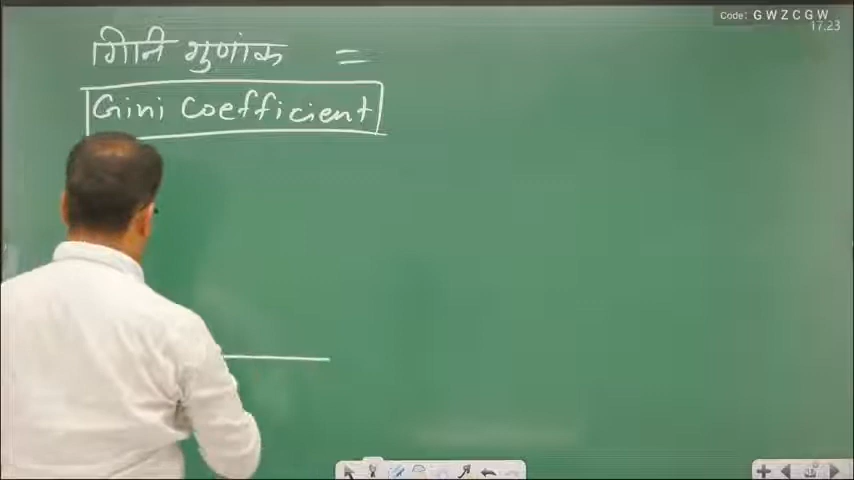 Code: GWZCGW
17:23
गिनि गुणांक =
Gini Coefficient